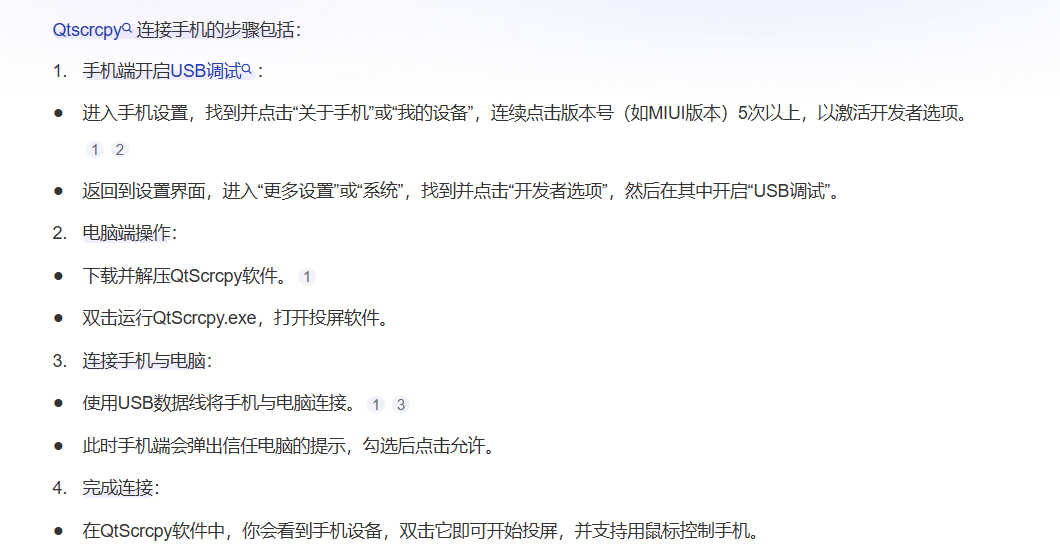 Qtscrcpy 连接手机的步骤包括：
1. 手机端开启USB调试：
● 进入手机设置，找到并点击“关于手机”或“我的设备”，连续点击版本号（如MIUI版本）5次以上，以激活开发者选项。
1 2
● 返回到设置界面，进入“更多设置”或“系统”，找到并点击“开发者选项”，然后在其中开启“USB调试”。
2. 电脑端操作：
● 下载并解压QtScrcpy软件。 1
● 双击运行QtScrcpy.exe，打开投屏软件。
3. 连接手机与电脑：
● 使用USB数据线将手机与电脑连接。 1 3
● 此时手机端会弹出信任电脑的提示，勾选后点击允许。
4. 完成连接：
● 在QtScrcpy软件中，你会看到手机设备，双击它即可开始投屏，并支持用鼠标控制手机。